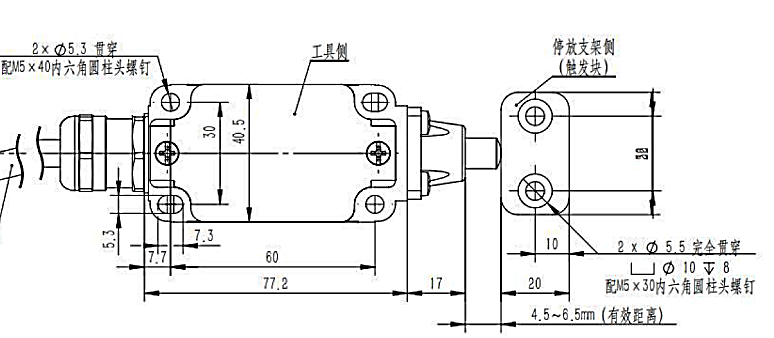 2× Ø5.3 贯穿
配M5×40内六角圆柱头螺钉
工具侧
停放支架侧
(触发块)
30
40.5
5.3
7.3
7.7
60
77.2
17
10
20
2 × Ø 5.5 完全贯穿
⌴ Ø 10 ↧ 8
配M5×30内六角圆柱头螺钉
4.5~6.5mm (有效距离)